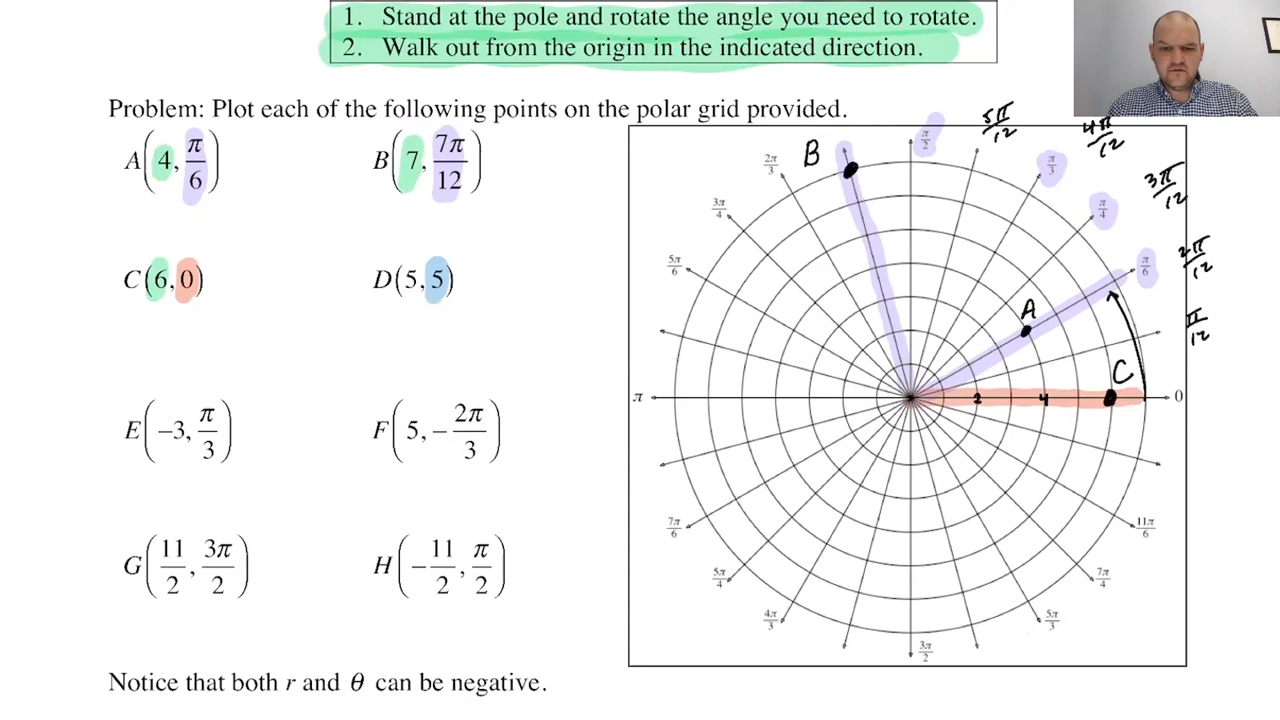 1. Stand at the pole and rotate the angle you need to rotate.
2. Walk out from the origin in the indicated direction.
Problem: Plot each of the following points on the polar grid provided.
A(4, π/6) B(7, 7π/12)
C(6, 0) D(5, 5)
E(−3, π/3) F(5, −2π/3)
G(11/2, 3π/2) H(−11/2, π/2)
Notice that both r and θ can be negative.
5π/12
4π/12
B 2π/3 π/2 π/3
3π/12
3π/4 π/4
2π/12
5π/6 π/6
A
π/12
C
π 2 4 0
7π/6 11π/6
5π/4 7π/4
4π/3 5π/3
3π/2